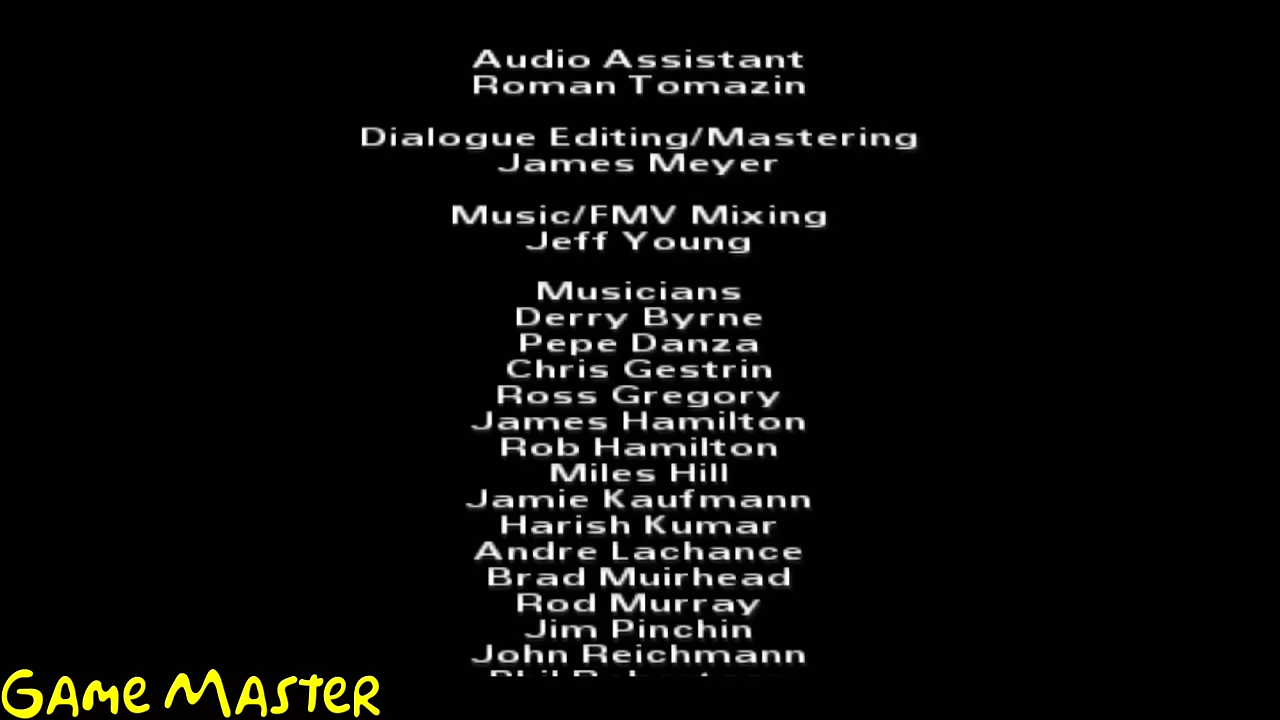 Audio Assistant
Roman Tomazin
Dialogue Editing/Mastering
James Meyer
Music/FMV Mixing
Jeff Young
Musicians
Derry Byrne
Pepe Danza
Chris Gestrin
Ross Gregory
James Hamilton
Rob Hamilton
Miles Hill
Jamie Kaufmann
Harish Kumar
Andre Lachance
Brad Muirhead
Rod Murray
Jim Pinchin
John Reichmann
GAME MASTER